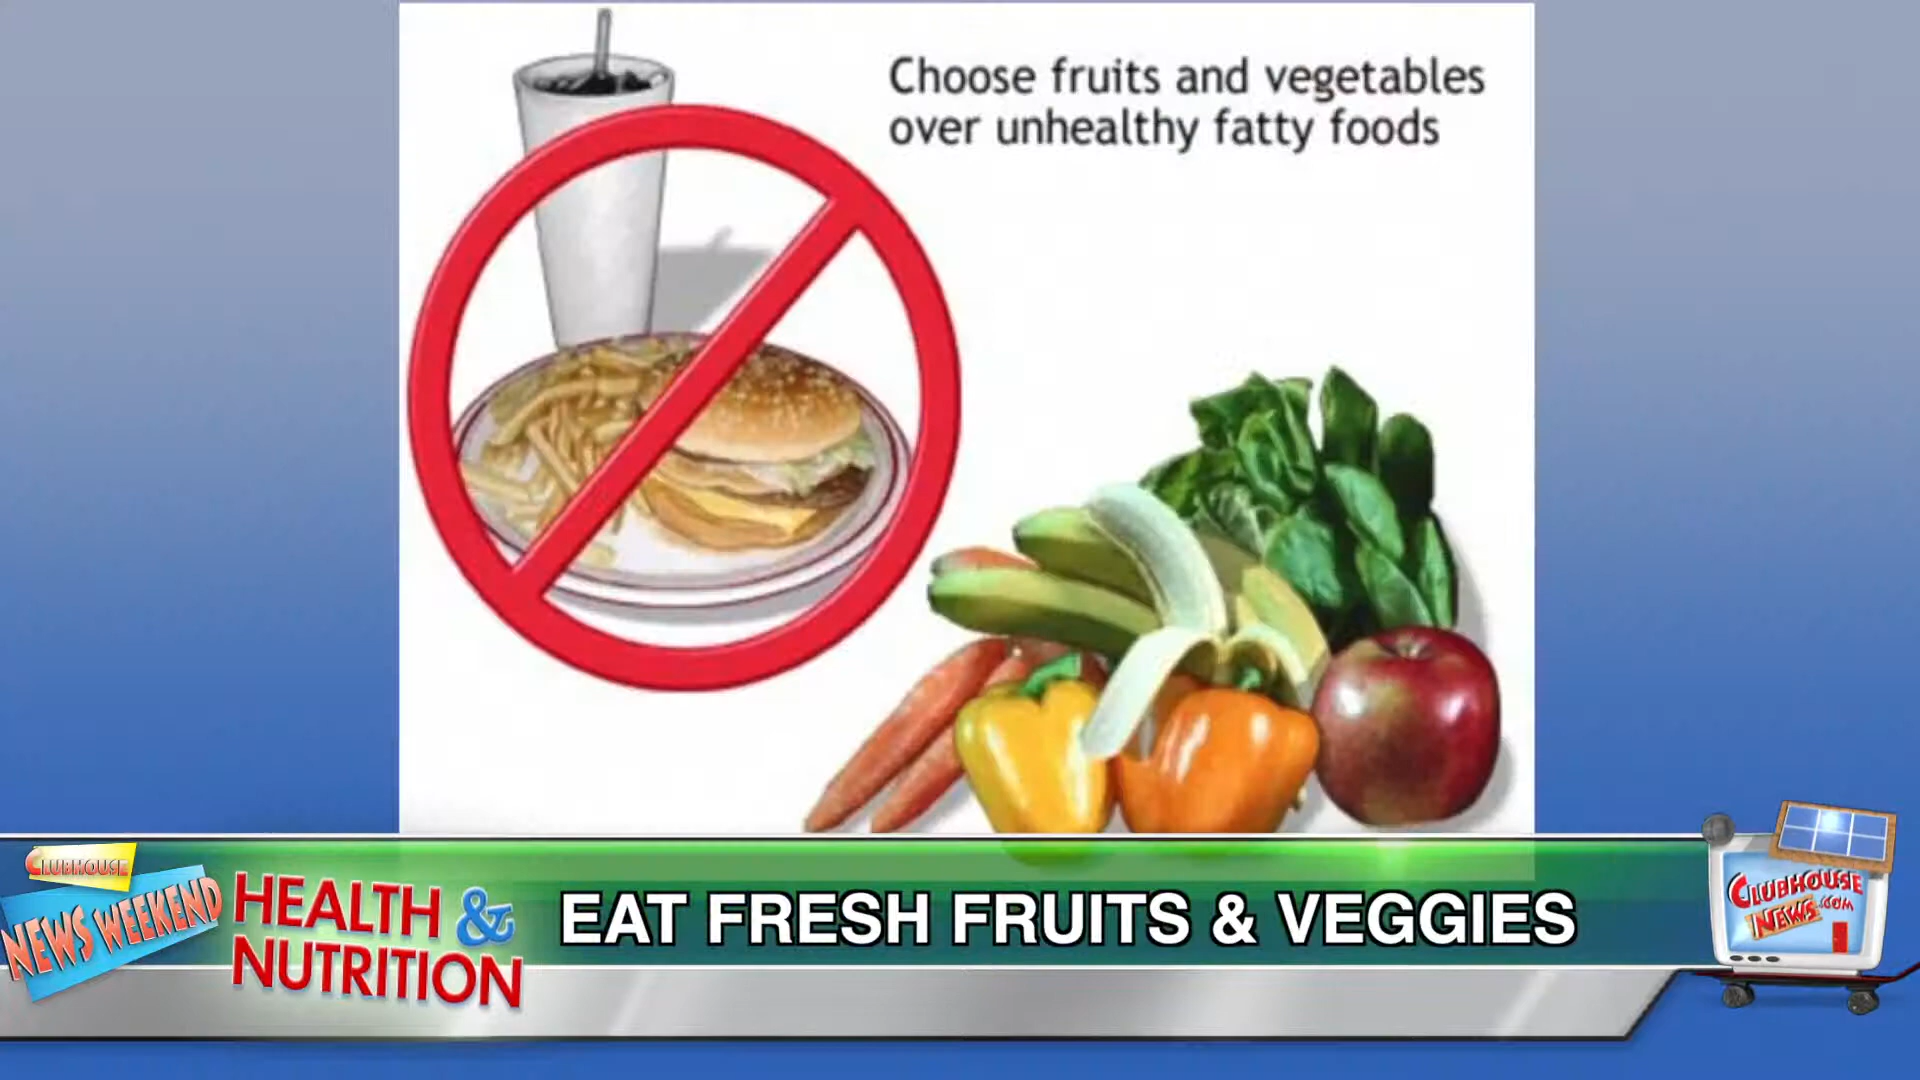 Choose fruits and vegetables
over unhealthy fatty foods
CLUBHOUSE
NEWS WEEKEND
HEALTH &
NUTRITION
EAT FRESH FRUITS & VEGGIES
CLUBHOUSE
NEWS.COM